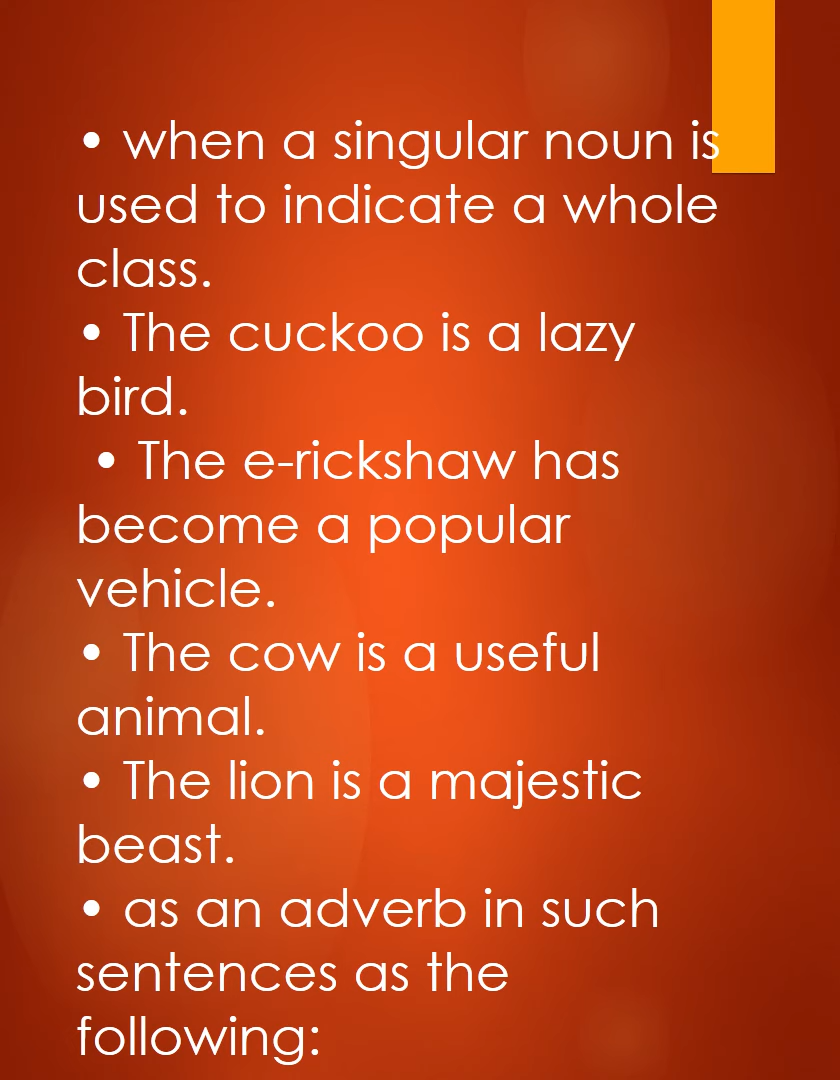 • when a singular noun is
used to indicate a whole
class.
• The cuckoo is a lazy
bird.
• The e-rickshaw has
become a popular
vehicle.
• The cow is a useful
animal.
• The lion is a majestic
beast.
• as an adverb in such
sentences as the
following: